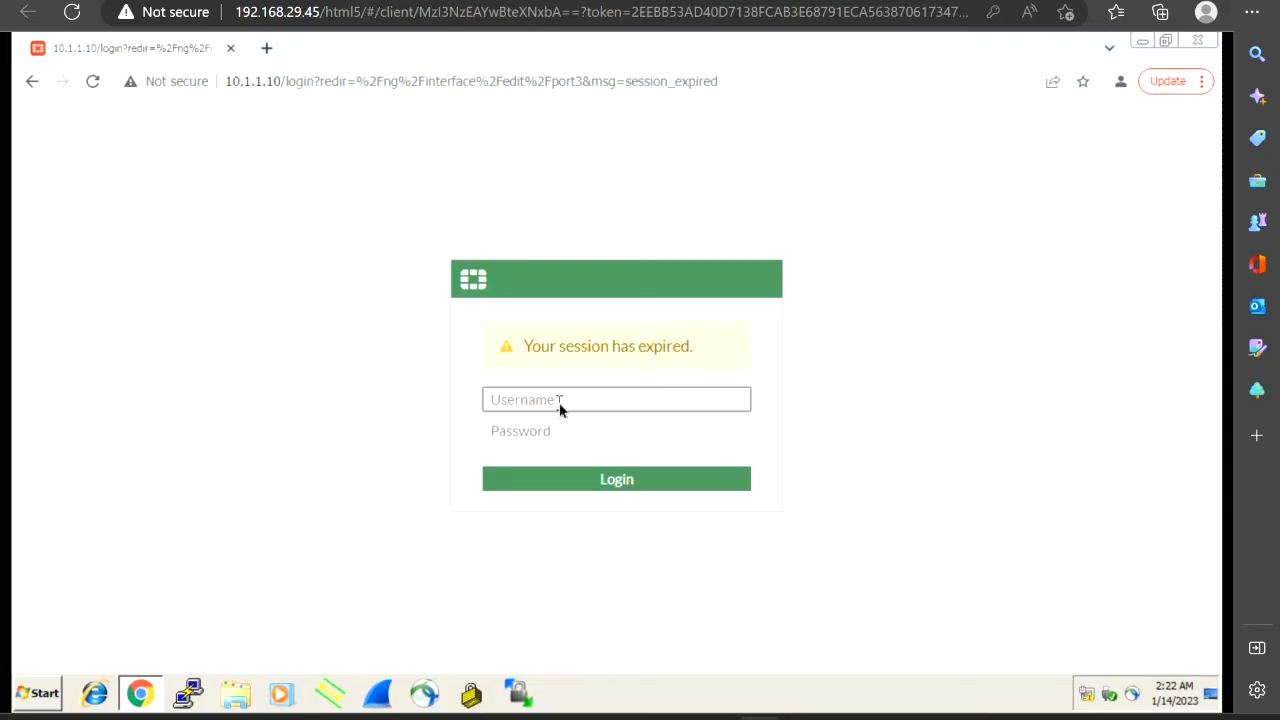 Not secure
192.168.29.45/html5/#/client/MzI3NzEAYwBteXNxbA==?token=2EEBB53AD40D7138FCAB3E68791ECA563870617347...
10.1.1.10/login?redir=%2Fng%2F
Not secure
10.1.1.10/login?redir=%2Fng%2Finterface%2Fedit%2Fport3&msg=session_expired
Update
Your session has expired.
Username
Password
Login
Start
2:22 AM
1/14/2023